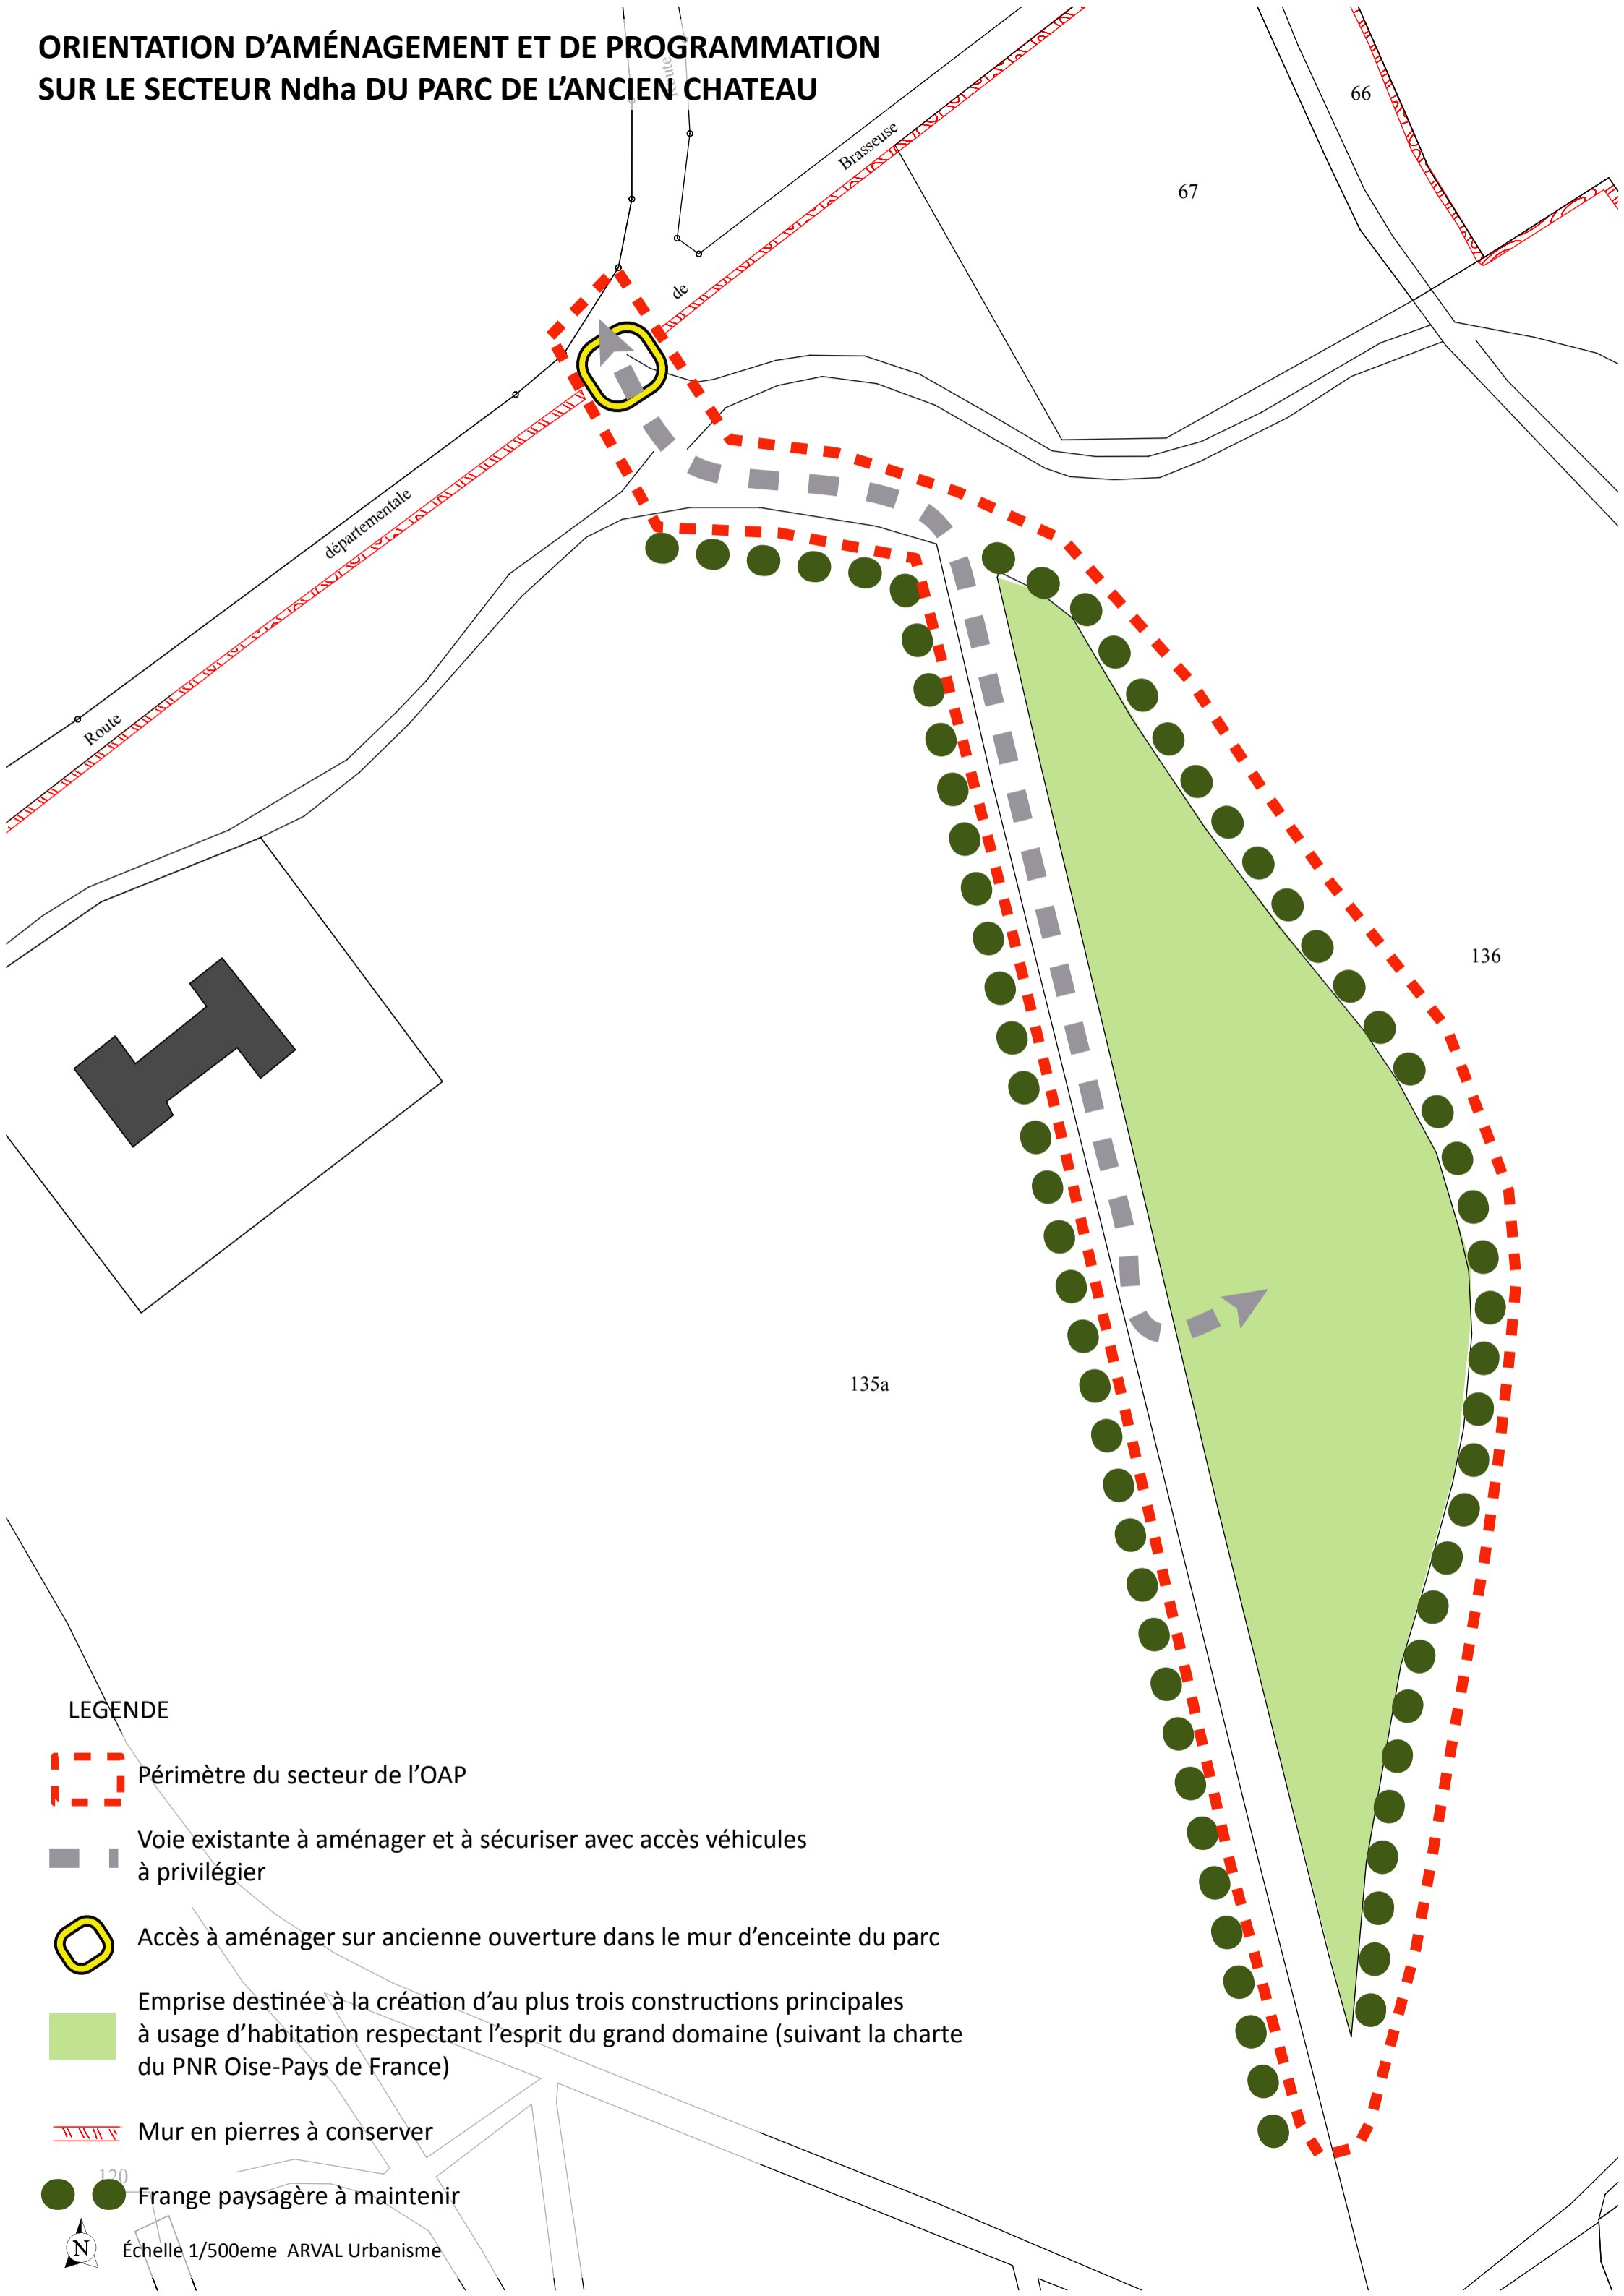 ORIENTATION D’AMÉNAGEMENT ET DE PROGRAMMATION
SUR LE SECTEUR Ndha DU PARC DE L’ANCIEN CHATEAU
Route
66
Brasseuse
67
de
départementale
Route
136
135a
LEGENDE
Périmètre du secteur de l’OAP
Voie existante à aménager et à sécuriser avec accès véhicules
à privilégier
Accès à aménager sur ancienne ouverture dans le mur d’enceinte du parc
Emprise destinée à la création d’au plus trois constructions principales
à usage d’habitation respectant l’esprit du grand domaine (suivant la charte
du PNR Oise-Pays de France)
Mur en pierres à conserver
120
Frange paysagère à maintenir
N
Échelle 1/500eme ARVAL Urbanisme